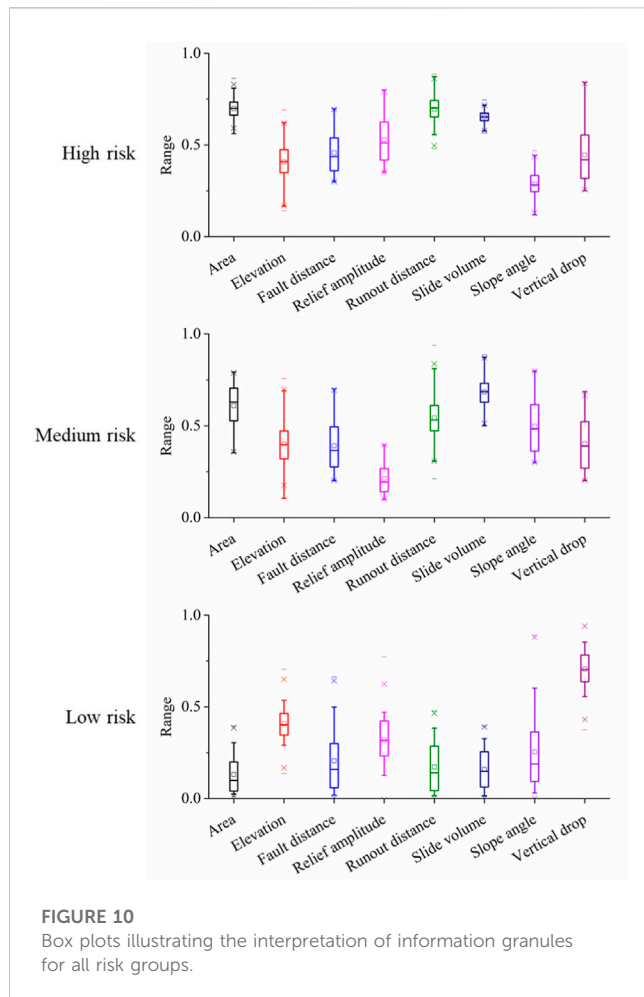 High risk
Range
1.0
0.5
0.0
Area
Elevation
Fault distance
Relief amplitude
Runout distance
Slide volume
Slope angle
Vertical drop
Medium risk
Range
1.0
0.5
0.0
Area
Elevation
Fault distance
Relief amplitude
Runout distance
Slide volume
Slope angle
Vertical drop
Low risk
Range
1.0
0.5
0.0
Area
Elevation
Fault distance
Relief amplitude
Runout distance
Slide volume
Slope angle
Vertical drop
FIGURE 10
Box plots illustrating the interpretation of information granules
for all risk groups.